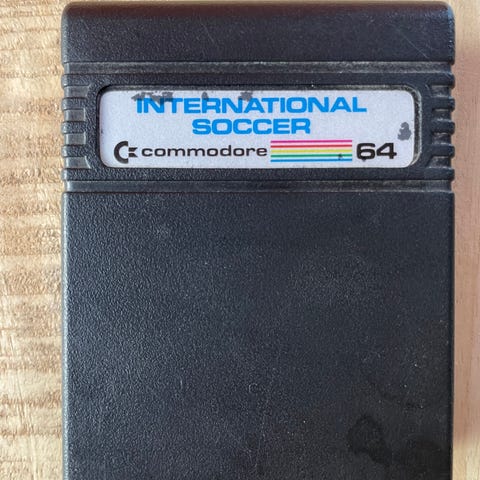 INTERNATIONAL
SOCCER
commodore 64